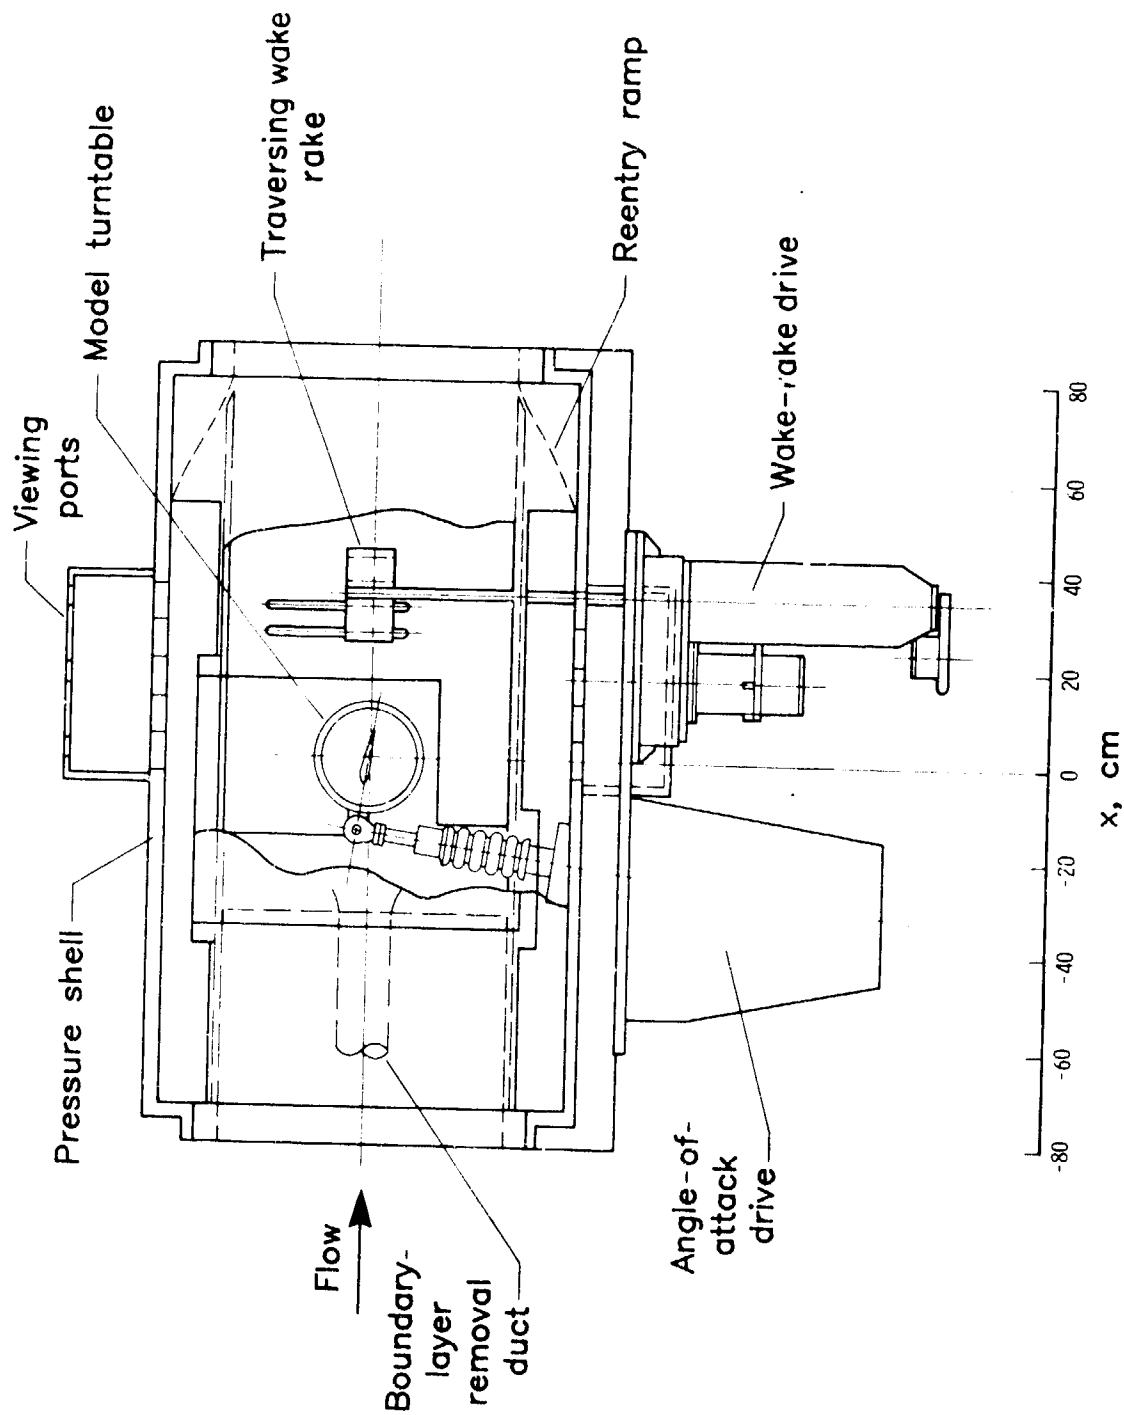 Viewing
ports
Model turntable
Traversing wake
rake
Pressure shell
Reentry ramp
Flow
Boundary-
layer
removal
duct
Angle-of-
attack
drive
Wake-rake drive
-80 -60 -40 -20 0 20 40 60 80
x, cm